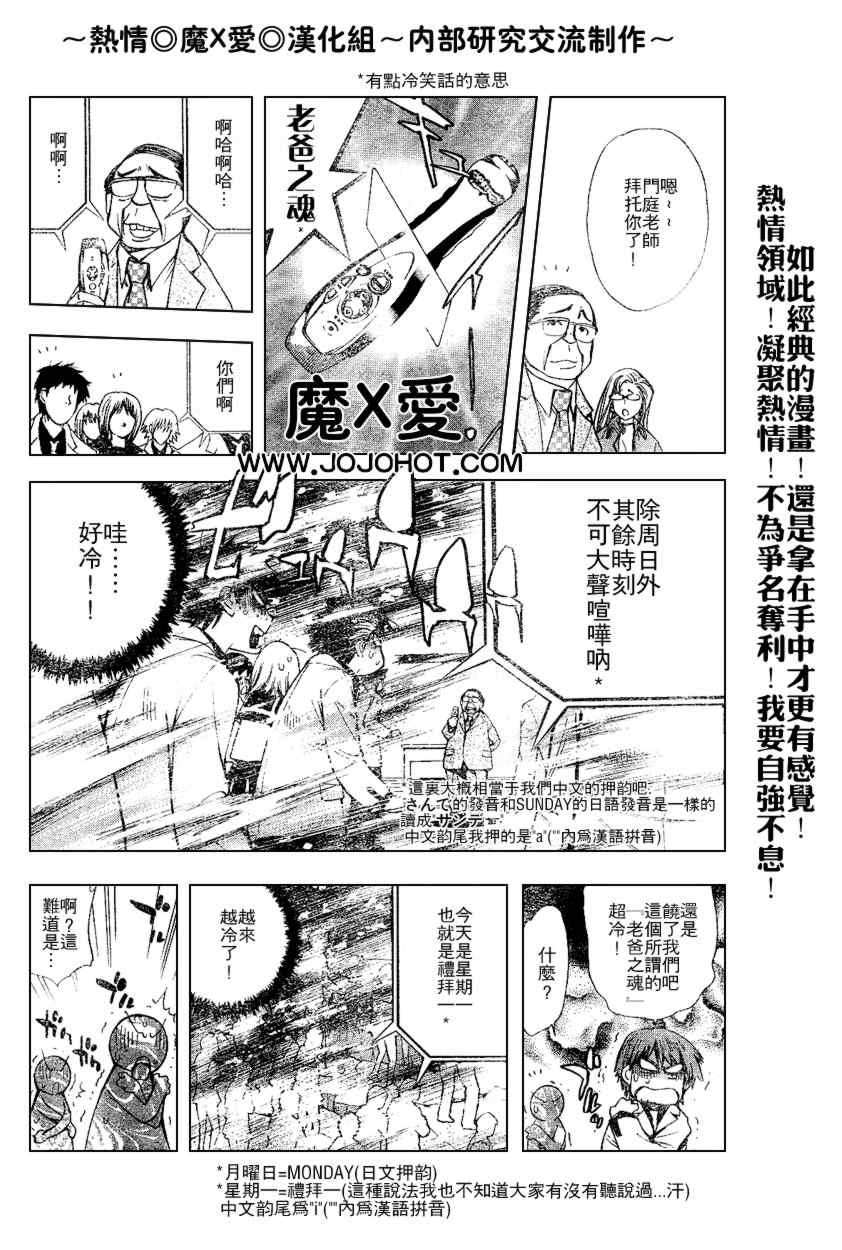 ～熱情◎魔X愛◎漢化組～内部研究交流制作～
*有點冷笑話的意思
嗯~~
門庭老師
拜托你了！
老爸之魂*
啊哈啊哈…
啊啊…
你們啊
魔X愛
WWW.JOJOHOT.COM
除周日外
其餘時刻
不可大聲喧嘩吶*
哇……
好冷！！
這裏大概相當于我們中文的押韵吧.
さんて的發音和SUNDAY的日語發音是一樣的
讀成"サンデー"
中文韵尾我押的是"a"(""內爲漢語拼音)
還是
饒了我們吧
這個所謂的
『老爸之魂』
超冷！
什麼？
今天是星期一
也就是禮拜一*
越來
越冷了！
啊？這
難道是…
*月曜日=MONDAY(日文押韵)
*星期一=禮拜一(這種說法我也不知道大家有沒有聽說過...汗)
中文韵尾爲"i"(""內爲漢語拼音)
如此經典的漫畫！還是拿在手中才更有感覺！
熱情領域！凝聚熱情！不為爭名奪利！我要自強不息！